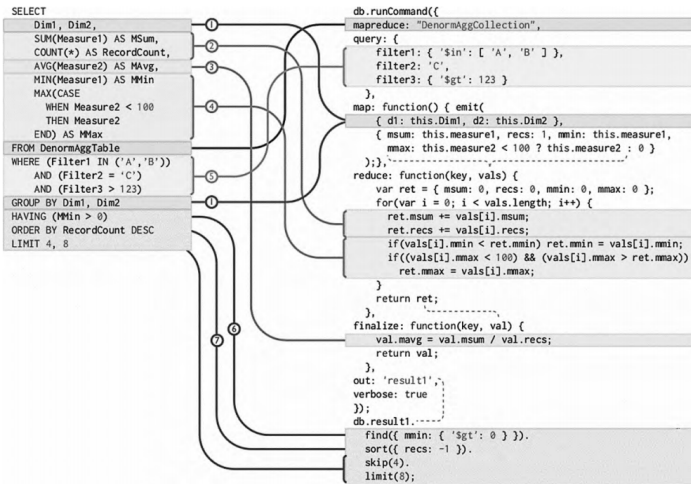 SELECT
Dim1, Dim2,
SUM(Measure1) AS MSum,
COUNT(*) AS RecordCount,
AVG(Measure2) AS MAvg,
MIN(Measure1) AS MMin
MAX(CASE
WHEN Measure2 < 100
THEN Measure2
END) AS MMax
FROM DenormAggTable
WHERE (Filter1 IN ('A','B'))
AND (Filter2 = 'C')
AND (Filter3 > 123)
GROUP BY Dim1, Dim2
HAVING (MMin > 0)
ORDER BY RecordCount DESC
LIMIT 4, 8
1
2
3
4
5
1
6
7
db.runCommand({
mapreduce: "DenormAggCollection",
query: {
filter1: { '$in': [ 'A', 'B' ] },
filter2: 'C',
filter3: { '$gt': 123 }
},
map: function() { emit(
{ d1: this.Dim1, d2: this.Dim2 },
{ msum: this.measure1, recs: 1, mmin: this.measure1,
mmax: this.measure2 < 100 ? this.measure2 : 0 }
);},
reduce: function(key, vals) {
var ret = { msum: 0, recs: 0, mmin: 0, mmax: 0 };
for(var i = 0; i < vals.length; i++) {
ret.msum += vals[i].msum;
ret.recs += vals[i].recs;
if(vals[i].mmin < ret.mmin) ret.mmin = vals[i].mmin;
if((vals[i].mmax < 100) && (vals[i].mmax > ret.mmax))
ret.mmax = vals[i].mmax;
}
return ret;
},
finalize: function(key, val) {
val.mavg = val.msum / val.recs;
return val;
},
out: 'result1',
verbose: true
});
db.result1.
find({ mmin: { '$gt': 0 } }).
sort({ recs: -1 }).
skip(4).
limit(8);